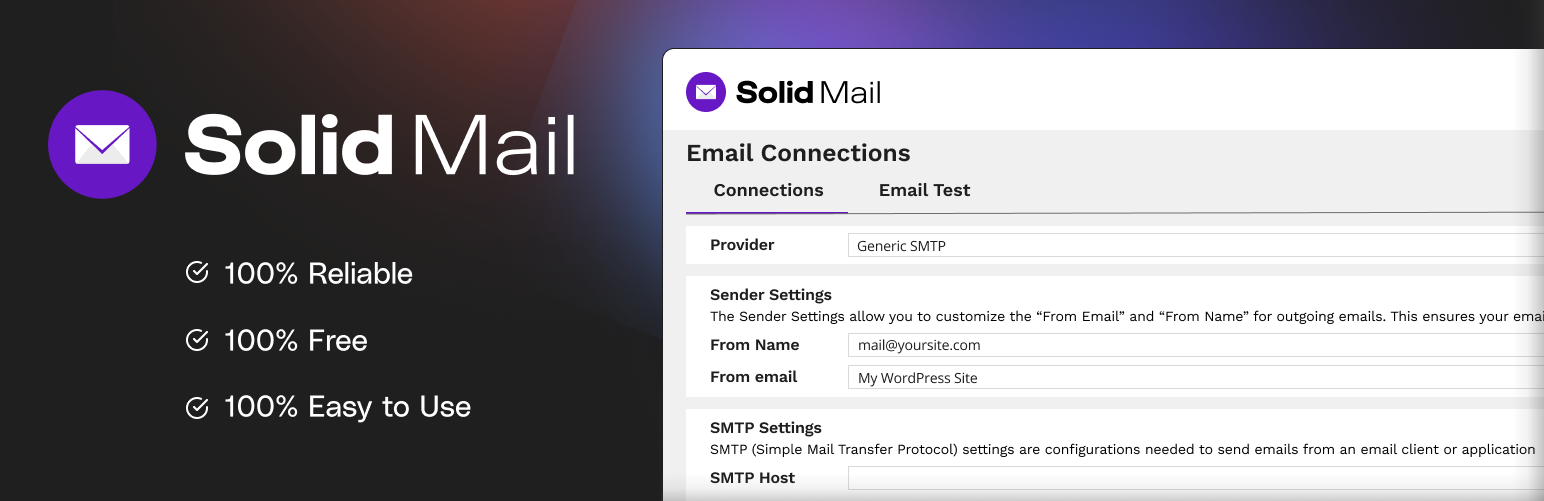 Solid Mail
100% Reliable
100% Free
100% Easy to Use
Solid Mail
Email Connections
Connections Email Test
Provider Generic SMTP
Sender Settings
The Sender Settings allow you to customize the “From Email” and “From Name” for outgoing emails. This ensures your emai
From Name mail@yoursite.com
From email My WordPress Site
SMTP Settings
SMTP (Simple Mail Transfer Protocol) settings are configurations needed to send emails from an email client or application
SMTP Host